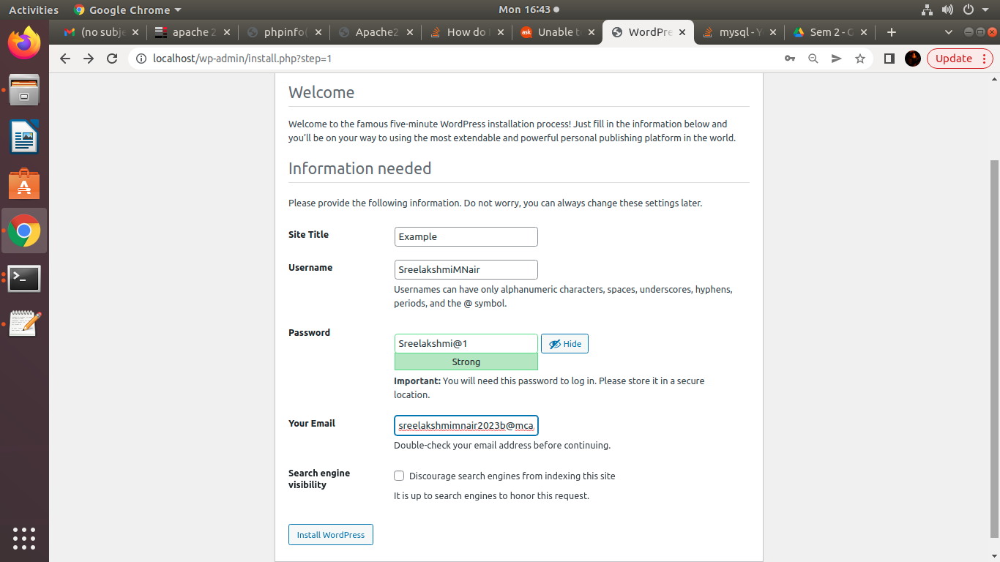 Activities Google Chrome Mon 16:43
(no subje apache 2 phpinfo( Apache2 How do I Unable to WordPre mysql - Yo Sem 2 - G
localhost/wp-admin/install.php?step=1 Update
Welcome
Welcome to the famous five-minute WordPress installation process! Just fill in the information below and
you’ll be on your way to using the most extendable and powerful personal publishing platform in the world.
Information needed
Please provide the following information. Do not worry, you can always change these settings later.
Site Title Example
Username SreelakshmiMNair
Usernames can have only alphanumeric characters, spaces, underscores, hyphens,
periods, and the @ symbol.
Password Sreelakshmi@1 Hide
Strong
Important: You will need this password to log in. Please store it in a secure
location.
Your Email sreelakshmimnair2023b@mca.
Double-check your email address before continuing.
Search engine
visibility
Discourage search engines from indexing this site
It is up to search engines to honor this request.
Install WordPress